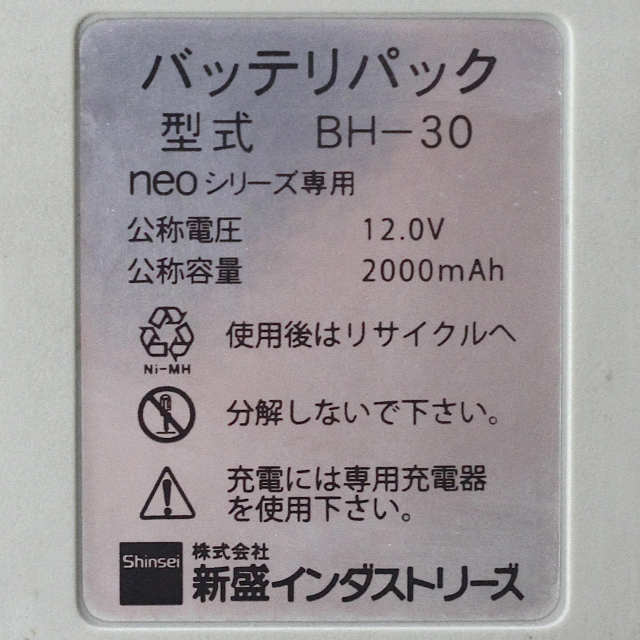 バッテリパック
型式 BH-30
neoシリーズ専用
公称電圧 12.0V
公称容量 2000mAh
使用後はリサイクルへ
Ni-MH
分解しないで下さい。
充電には専用充電器
を使用下さい。
Shinsei
株式会社
新盛インダストリーズ